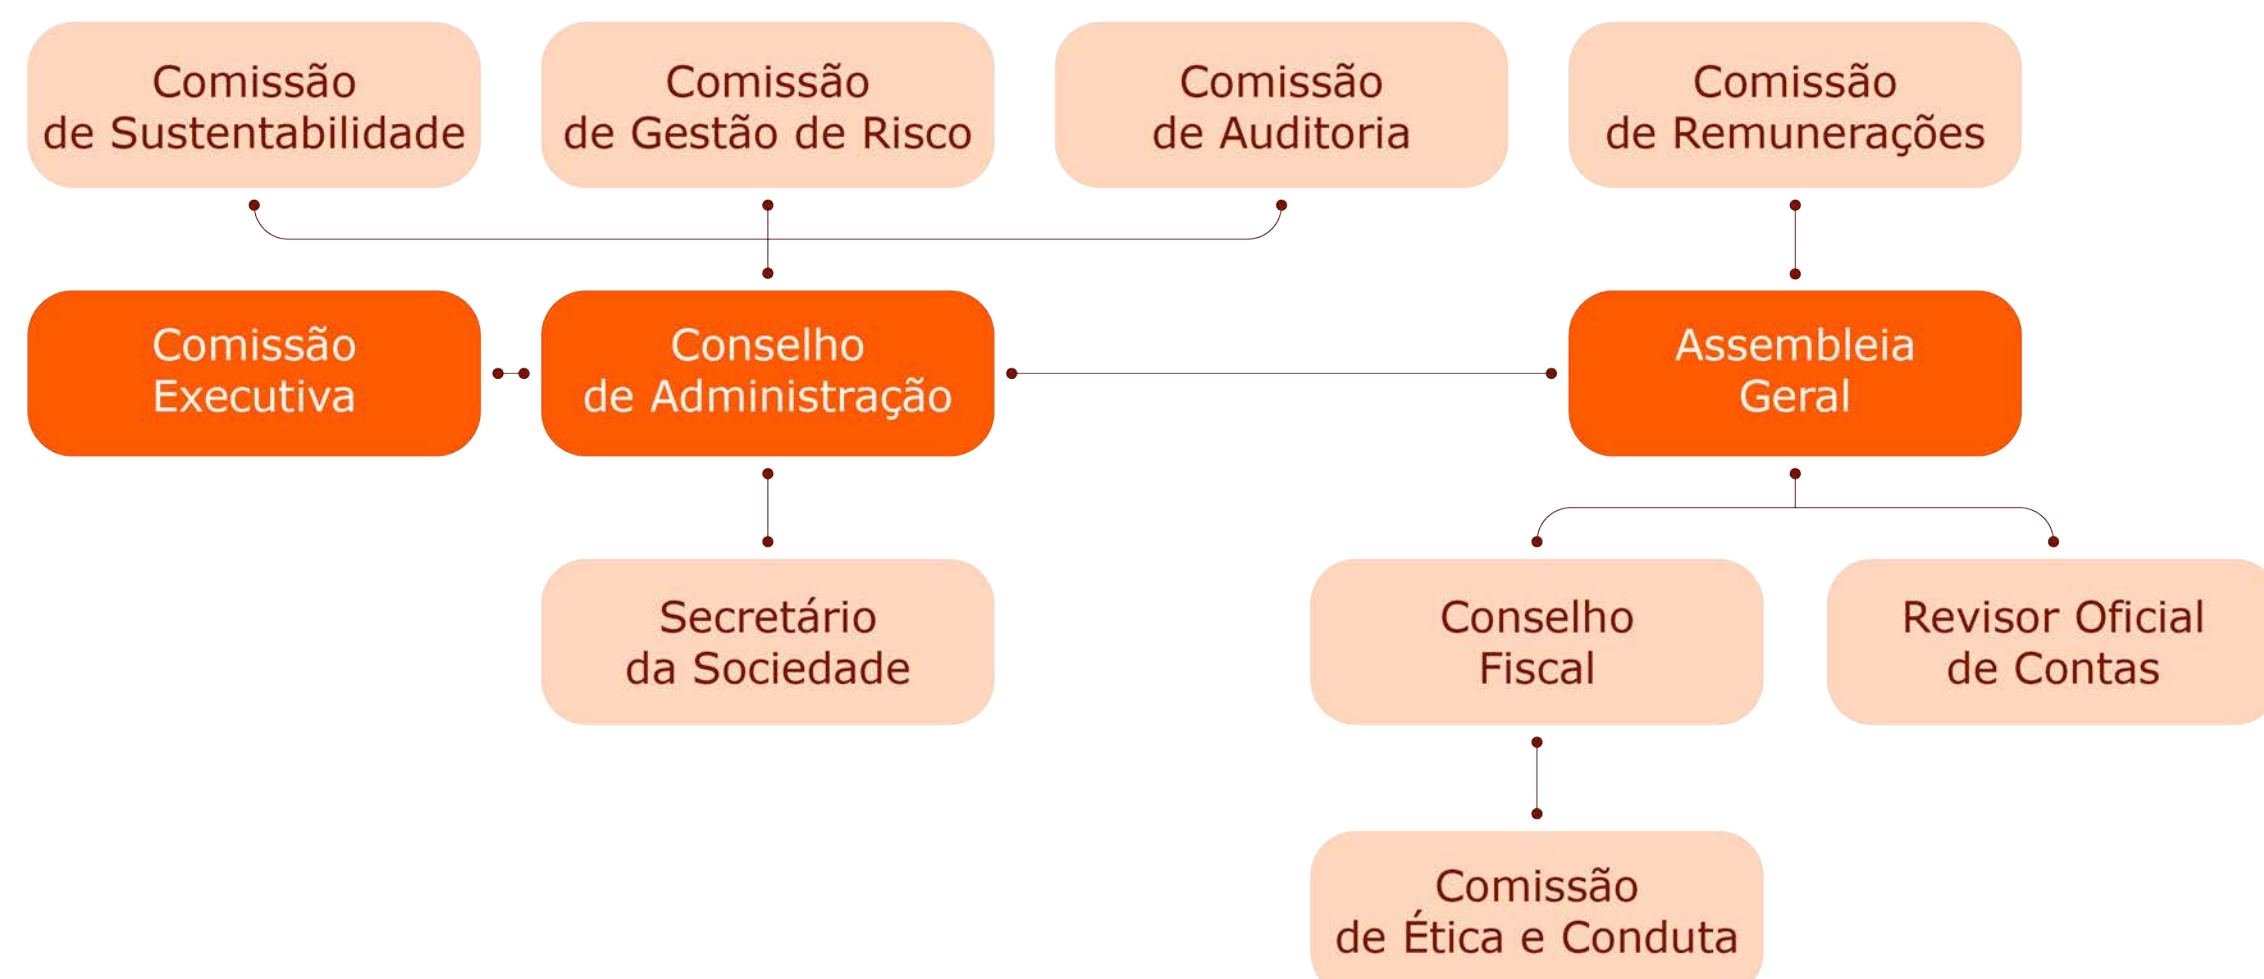 Comissão
de Sustentabilidade
Comissão
de Gestão de Risco
Comissão
de Auditoria
Comissão
de Remunerações
Comissão
Executiva
Conselho
de Administração
Assembleia
Geral
Secretário
da Sociedade
Conselho
Fiscal
Revisor Oficial
de Contas
Comissão
de Ética e Conduta